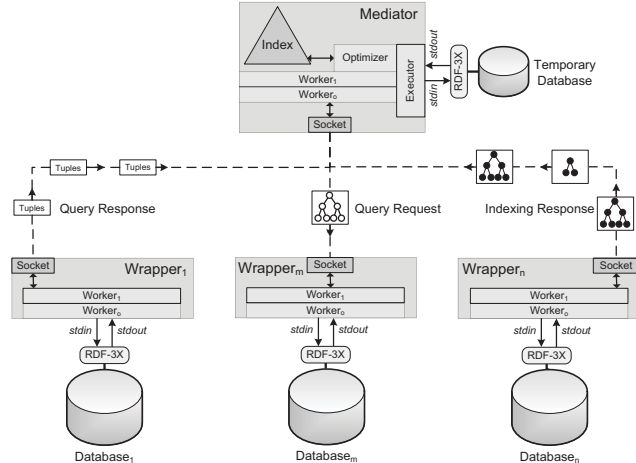 Mediator
Index
Optimizer
Worker₁
Workerₒ
Executor
stdout
stdin
RDF-3X
Temporary
Database
Socket
Tuples
Tuples
Tuples
Query Response
Query Request
Indexing Response
Socket
Wrapper₁
Worker₁
Workerₒ
stdin
stdout
RDF-3X
Database₁
Wrapperₘ
Socket
Worker₁
Workerₒ
stdin
stdout
RDF-3X
Databaseₘ
Wrapperₙ
Socket
Worker₁
Workerₒ
stdin
stdout
RDF-3X
Databaseₙ